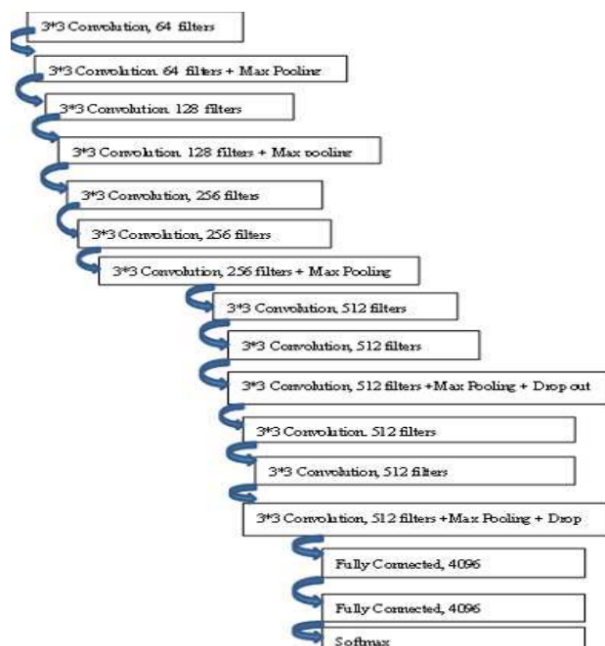 3*3 Convolution, 64 filters
3*3 Convolution. 64 filters + Max Pooling
3*3 Convolution. 128 filters
3*3 Convolution. 128 filters + Max pooling
3*3 Convolution, 256 filters
3*3 Convolution, 256 filters
3*3 Convolution, 256 filters + Max Pooling
3*3 Convolution, 512 filters
3*3 Convolution, 512 filters
3*3 Convolution, 512 filters +Max Pooling + Drop out
3*3 Convolution. 512 filters
3*3 Convolution, 512 filters
3*3 Convolution, 512 filters +Max Pooling + Drop
Fully Connected, 4096
Fully Connected, 4096
Softmax